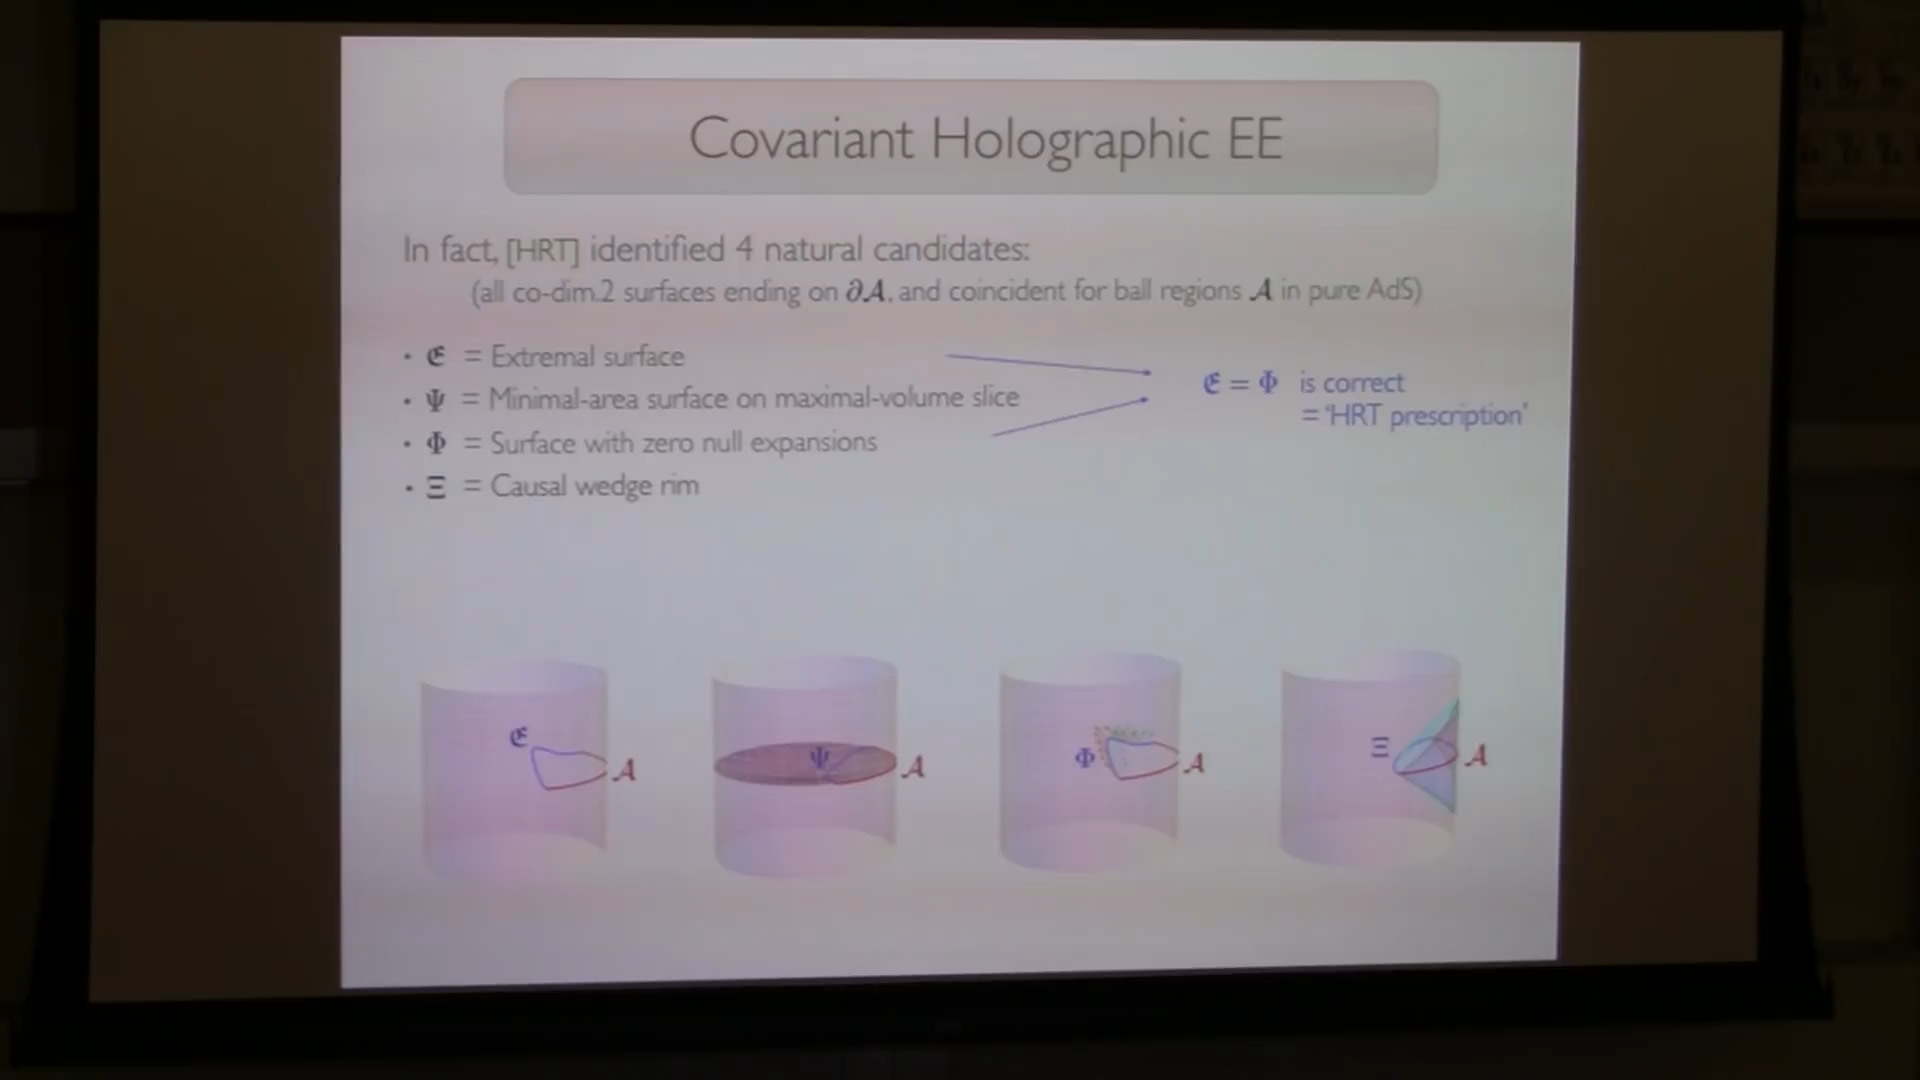 Covariant Holographic EE
In fact, [HRT] identified 4 natural candidates:
(all co-dim.2 surfaces ending on ∂A, and coincident for ball regions A in pure AdS)
• 𝕰 = Extremal surface
• Ψ = Minimal-area surface on maximal-volume slice
• Φ = Surface with zero null expansions
• Ξ = Causal wedge rim
𝕰 = Φ is correct
= 'HRT prescription'
𝕰 A
Ψ A
Φ A
Ξ A